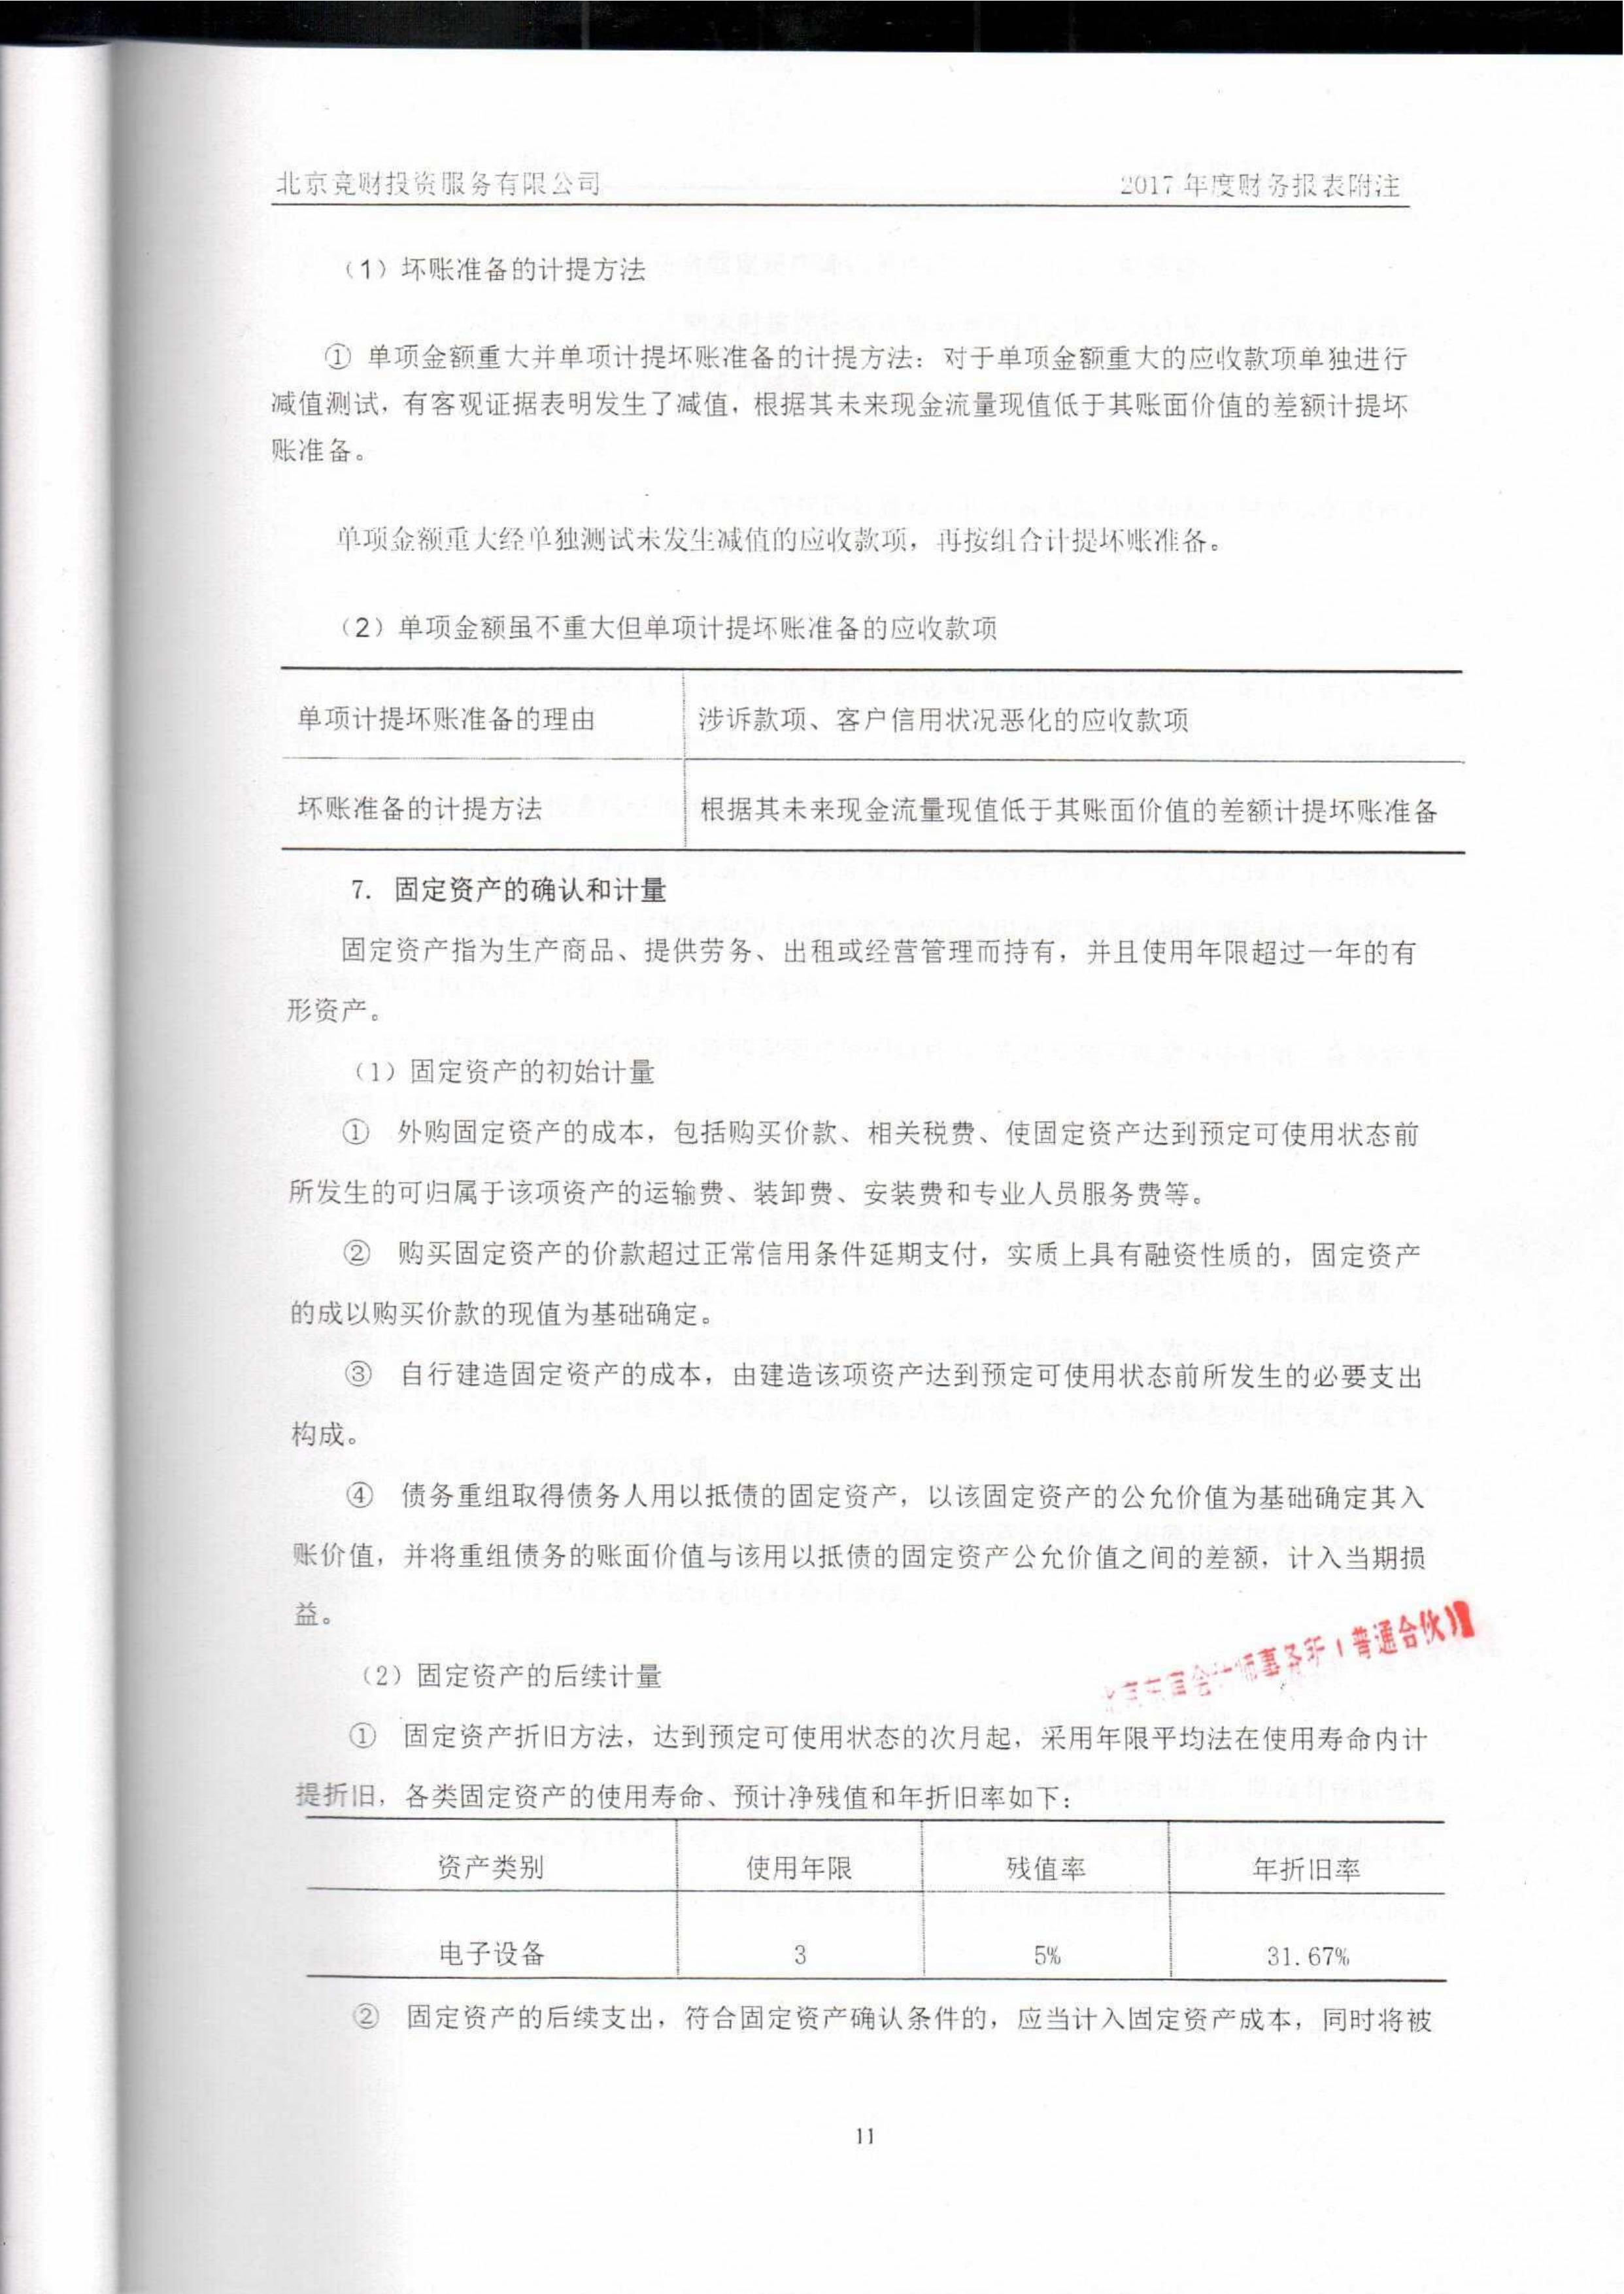 北京竞财投资服务有限公司 2017 年度财务报表附注
（1）坏账准备的计提方法
① 单项金额重大并单项计提坏账准备的计提方法：对于单项金额重大的应收款项单独进行
减值测试，有客观证据表明发生了减值，根据其未来现金流量现值低于其账面价值的差额计提坏
账准备。
单项金额重大经单独测试未发生减值的应收款项，再按组合计提坏账准备。
（2）单项金额虽不重大但单项计提坏账准备的应收款项
单项计提坏账准备的理由 涉诉款项、客户信用状况恶化的应收款项
坏账准备的计提方法 根据其未来现金流量现值低于其账面价值的差额计提坏账准备
7. 固定资产的确认和计量
固定资产指为生产商品、提供劳务、出租或经营管理而持有，并且使用年限超过一年的有
形资产。
（1）固定资产的初始计量
① 外购固定资产的成本，包括购买价款、相关税费、使固定资产达到预定可使用状态前
所发生的可归属于该项资产的运输费、装卸费、安装费和专业人员服务费等。
② 购买固定资产的价款超过正常信用条件延期支付，实质上具有融资性质的，固定资产
的成以购买价款的现值为基础确定。
③ 自行建造固定资产的成本，由建造该项资产达到预定可使用状态前所发生的必要支出
构成。
④ 债务重组取得债务人用以抵债的固定资产，以该固定资产的公允价值为基础确定其入
账价值，并将重组债务的账面价值与该用以抵债的固定资产公允价值之间的差额，计入当期损
益。
会计师事务所（普通合伙）
（2）固定资产的后续计量
① 固定资产折旧方法，达到预定可使用状态的次月起，采用年限平均法在使用寿命内计
提折旧，各类固定资产的使用寿命、预计净残值和年折旧率如下：
资产类别 使用年限 残值率 年折旧率
电子设备 3 5% 31.67%
② 固定资产的后续支出，符合固定资产确认条件的，应当计入固定资产成本，同时将被
11